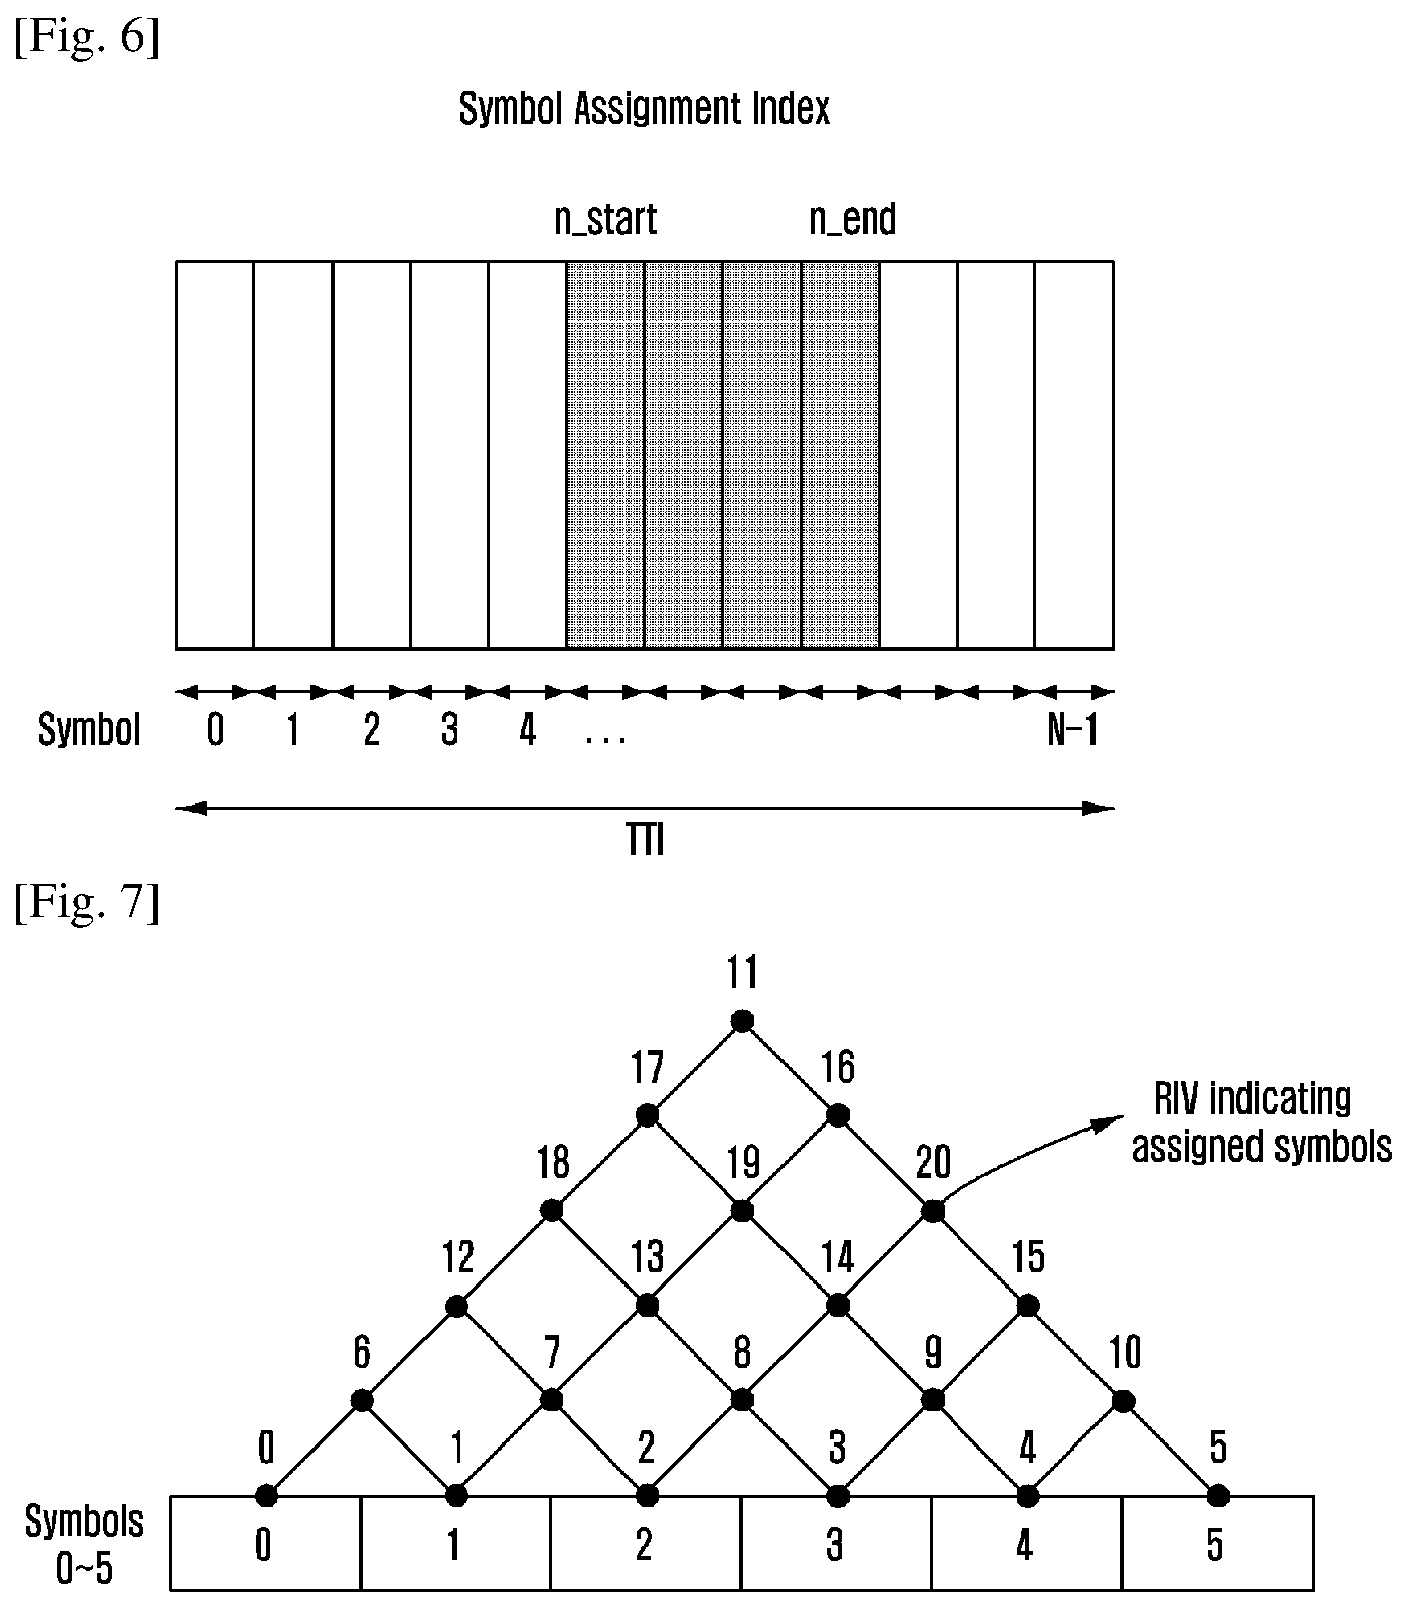 [Fig. 6]
Symbol Assignment Index
n_start n_end
Symbol 0 1 2 3 4 ... N-1
TTI
[Fig. 7]
11
17 16
RIV indicating
assigned symbols
18 19 20
12 13 14 15
6 7 8 9 10
0 1 2 3 4 5
Symbols
0~5
0 1 2 3 4 5